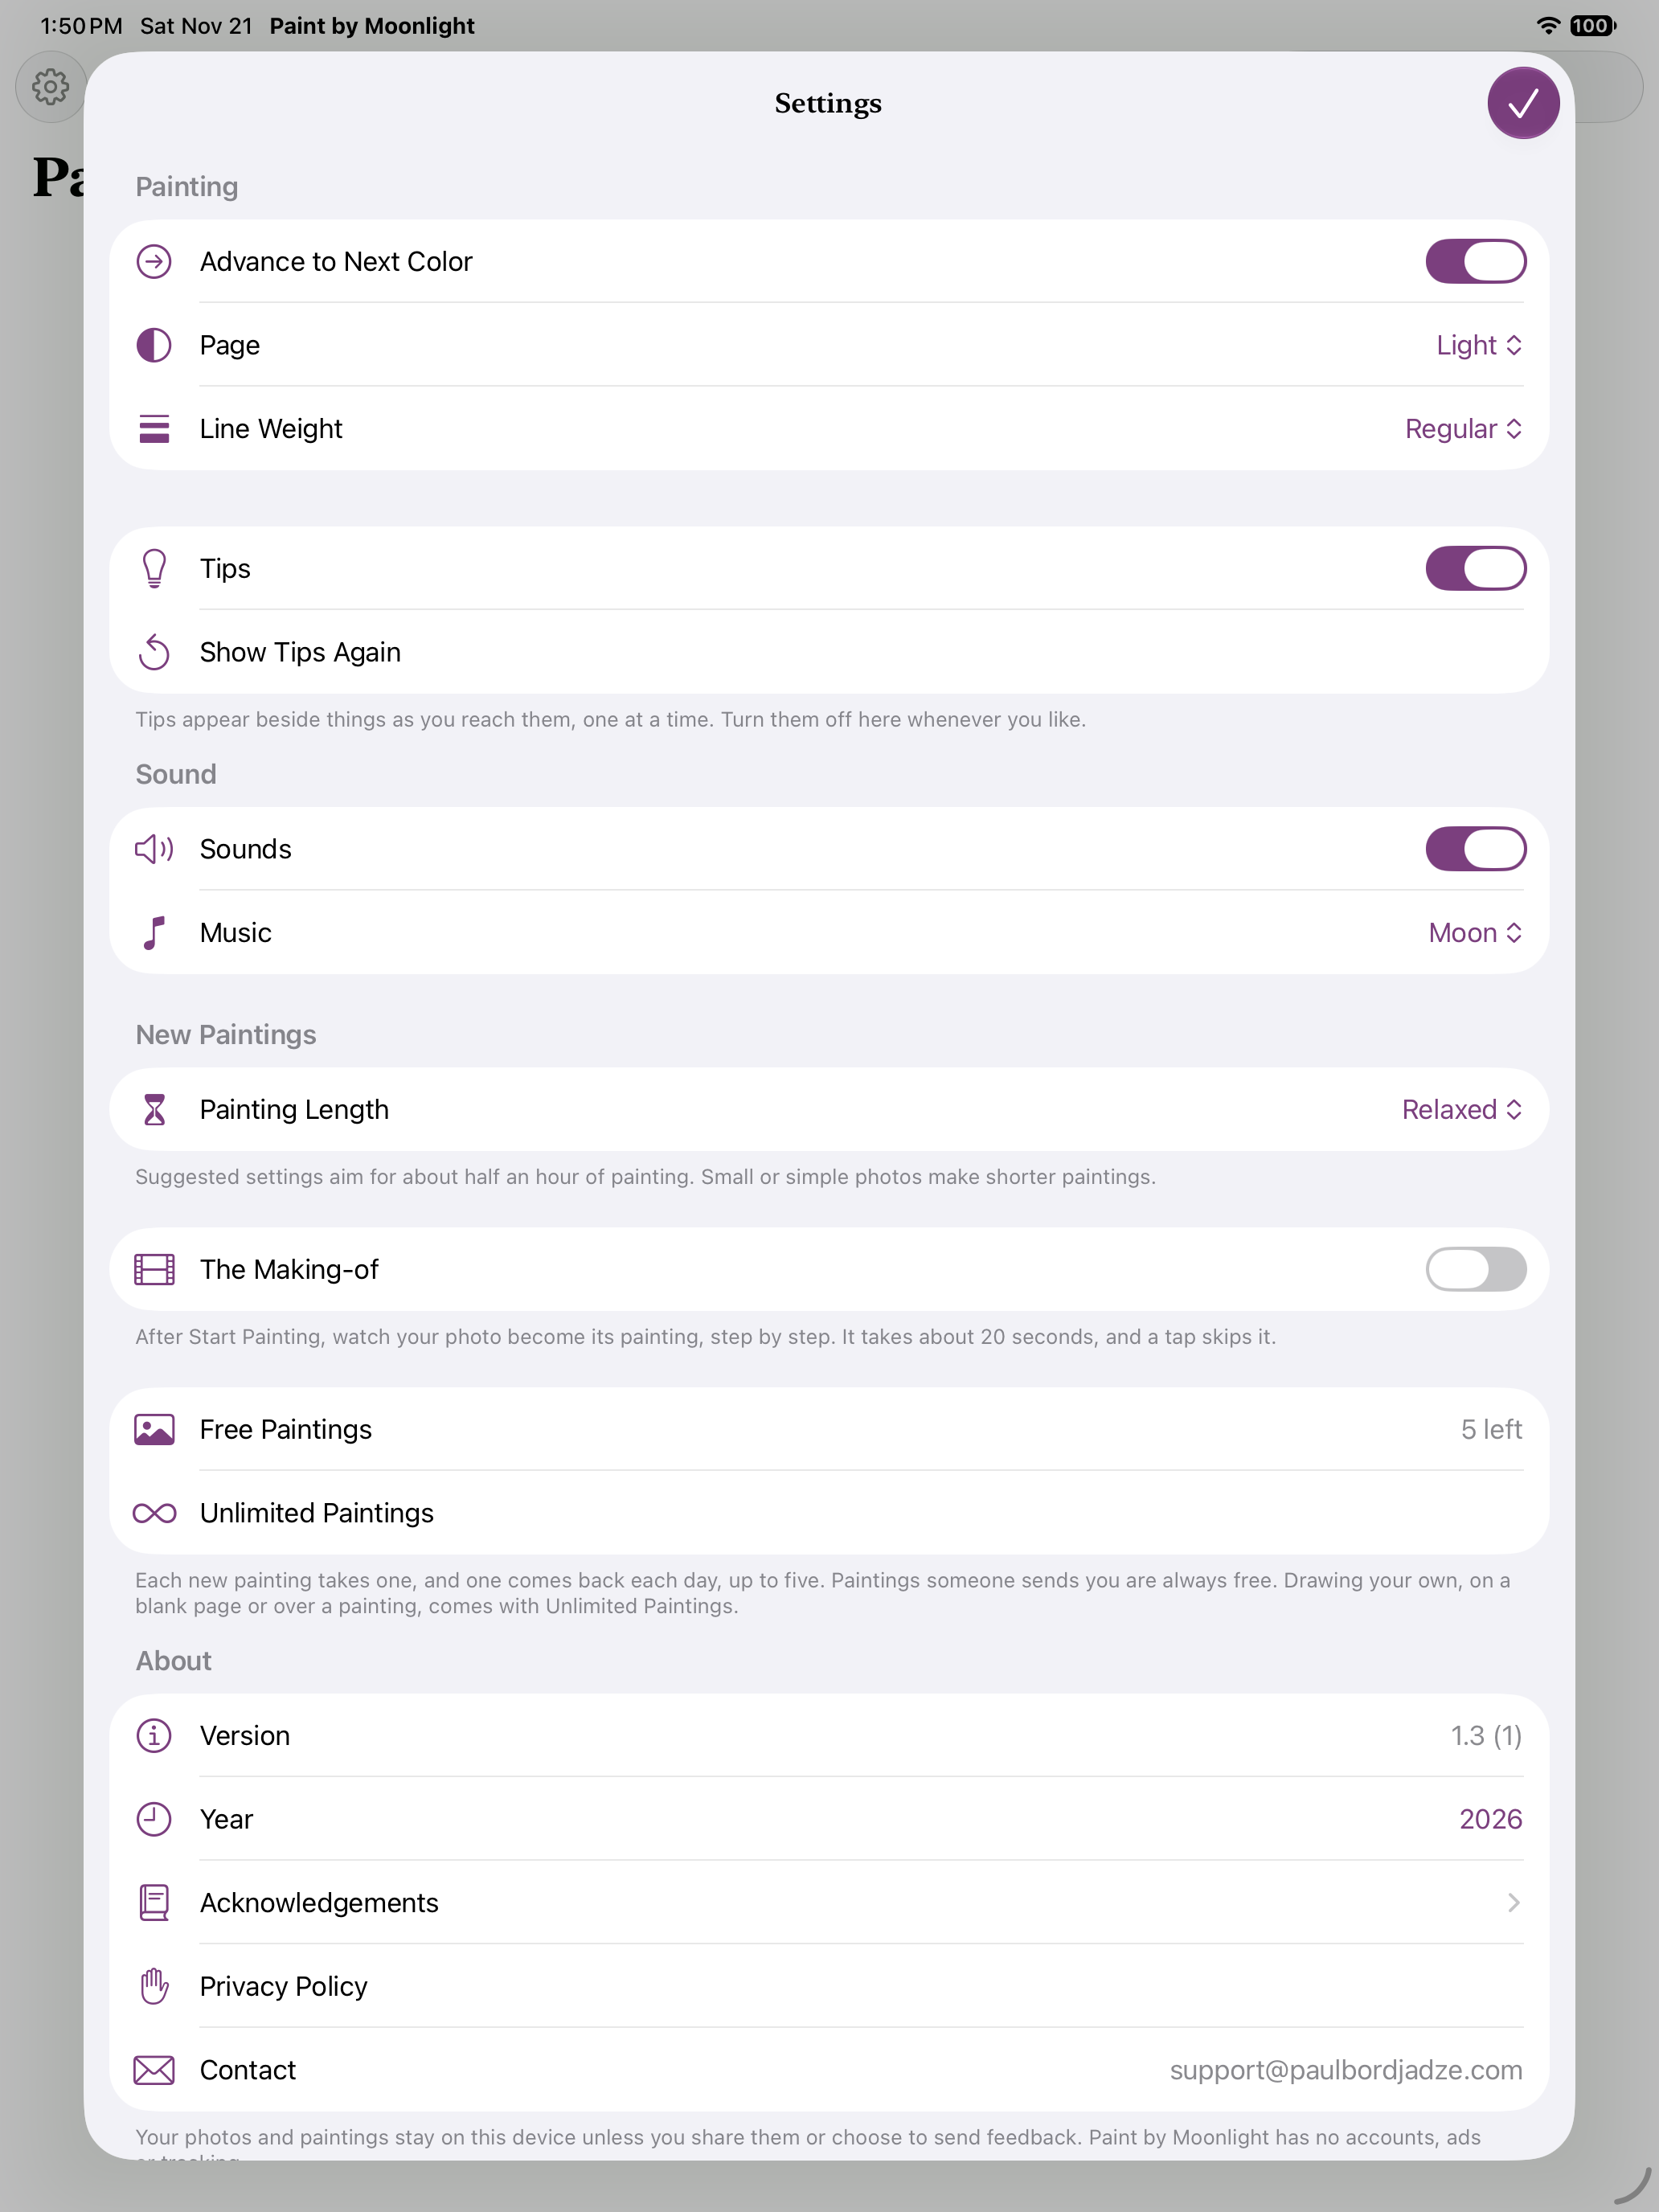 1:50 PM Sat Nov 21 Paint by Moonlight
100
Settings
Painting
Advance to Next Color
Page
Light
Line Weight
Regular
Tips
Show Tips Again
Tips appear beside things as you reach them, one at a time. Turn them off here whenever you like.
Sound
Sounds
Music
Moon
New Paintings
Painting Length
Relaxed
Suggested settings aim for about half an hour of painting. Small or simple photos make shorter paintings.
The Making-of
After Start Painting, watch your photo become its painting, step by step. It takes about 20 seconds, and a tap skips it.
Free Paintings
5 left
Unlimited Paintings
Each new painting takes one, and one comes back each day, up to five. Paintings someone sends you are always free. Drawing your own, on a
blank page or over a painting, comes with Unlimited Paintings.
About
Version
1.3 (1)
Year
2026
Acknowledgements
Privacy Policy
Contact
support@paulbordjadze.com
Your photos and paintings stay on this device unless you share them or choose to send feedback. Paint by Moonlight has no accounts, ads